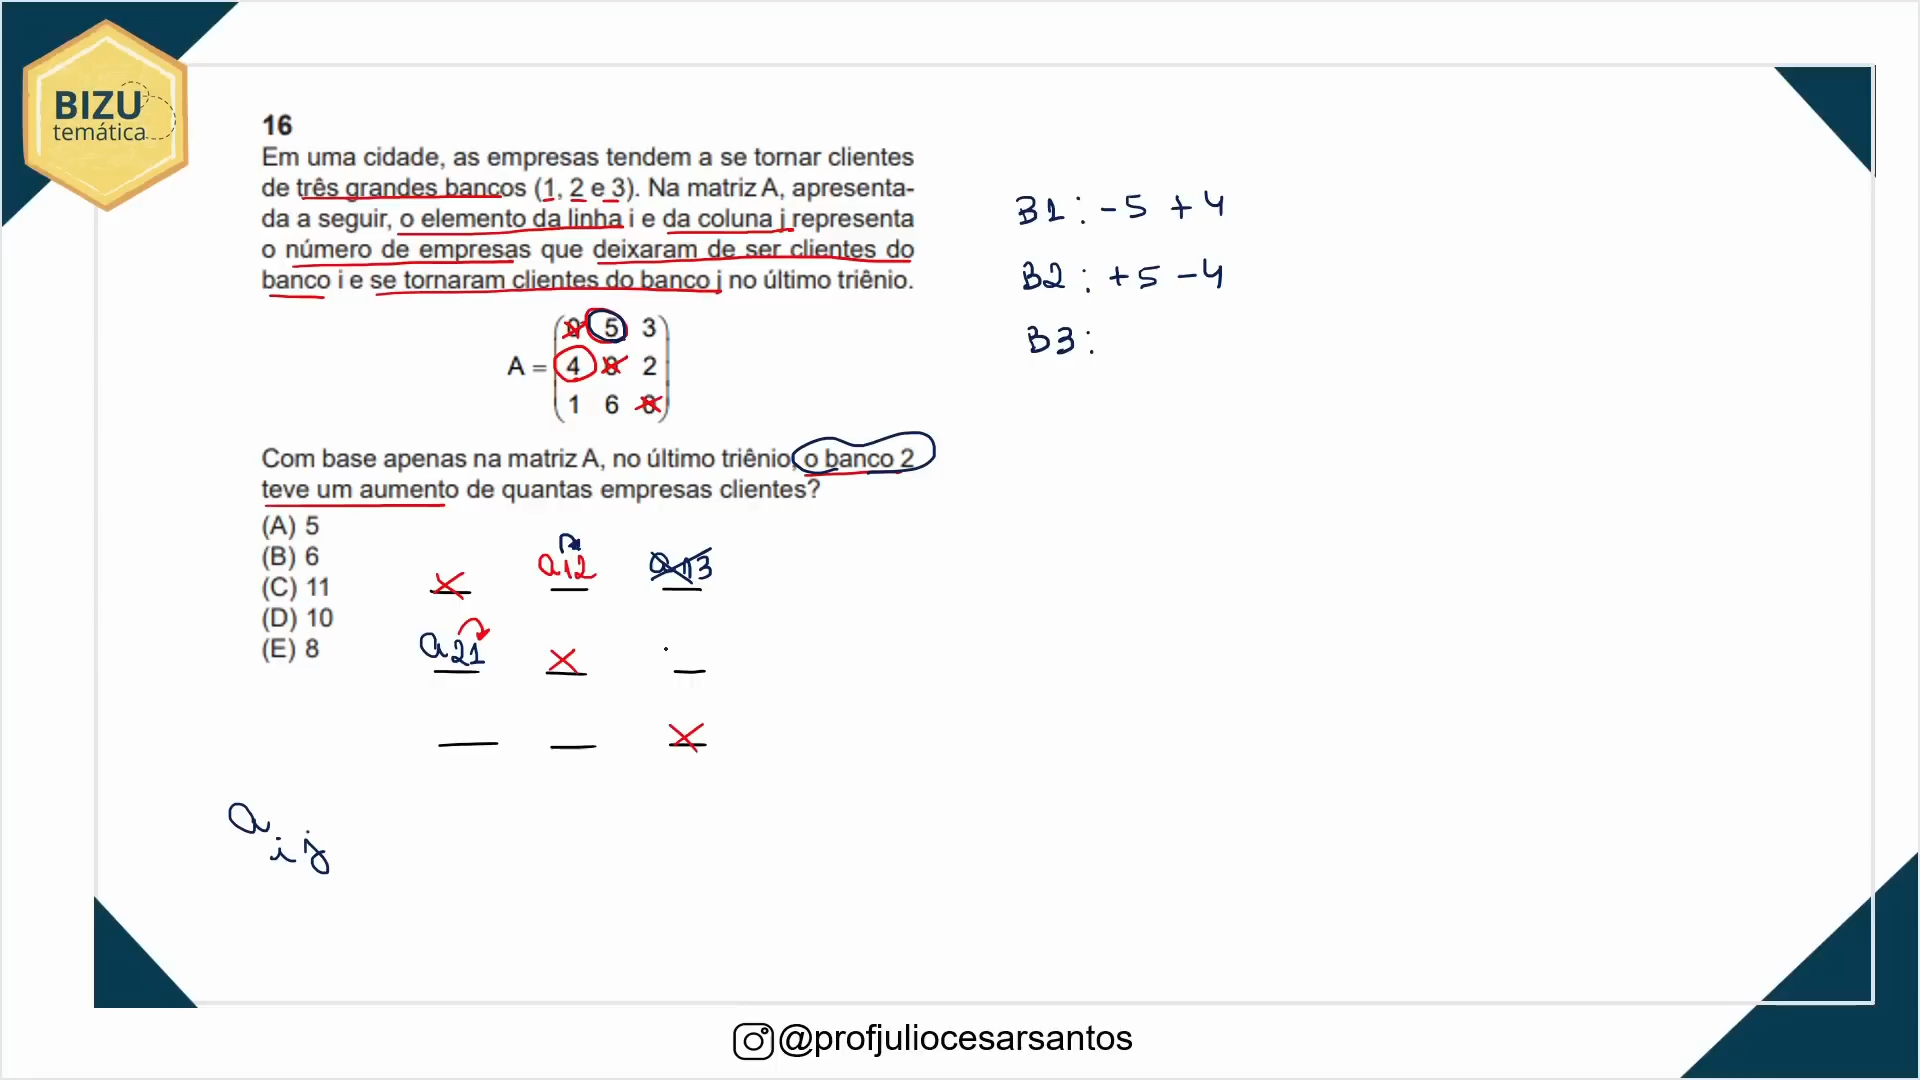 BIZU
temática
16
Em uma cidade, as empresas tendem a se tornar clientes
de três grandes bancos (1, 2 e 3). Na matriz A, apresenta-
da a seguir, o elemento da linha i e da coluna j representa
o número de empresas que deixaram de ser clientes do
banco i e se tornaram clientes do banco j no último triênio.
0 5 3
A = 4 0 2
1 6 0
Com base apenas na matriz A, no último triênio, o banco 2
teve um aumento de quantas empresas clientes?
(A) 5
(B) 6
(C) 11
(D) 10
(E) 8
a12 a13
a21
aij
B1: -5 +4
B2: +5 -4
B3:
@profjuliocesarsantos